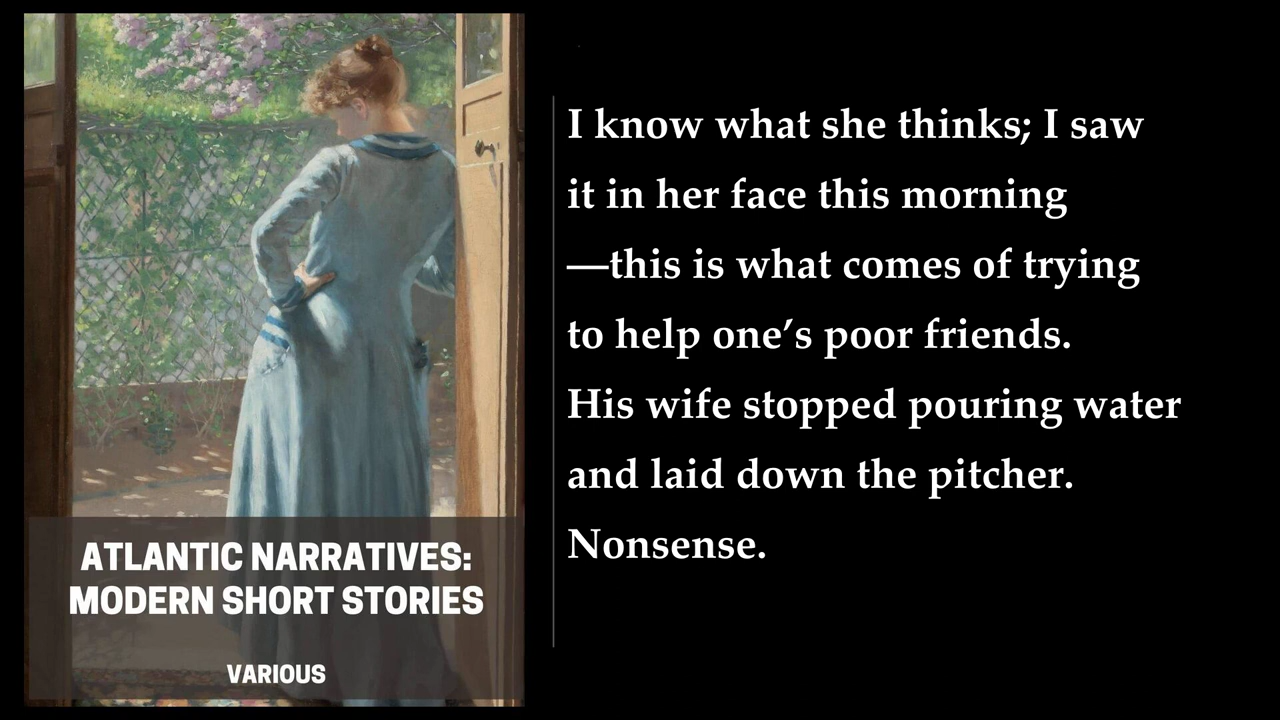 I know what she thinks; I saw
it in her face this morning
—this is what comes of trying
to help one’s poor friends.
His wife stopped pouring water
and laid down the pitcher.
Nonsense.
ATLANTIC NARRATIVES:
MODERN SHORT STORIES
VARIOUS